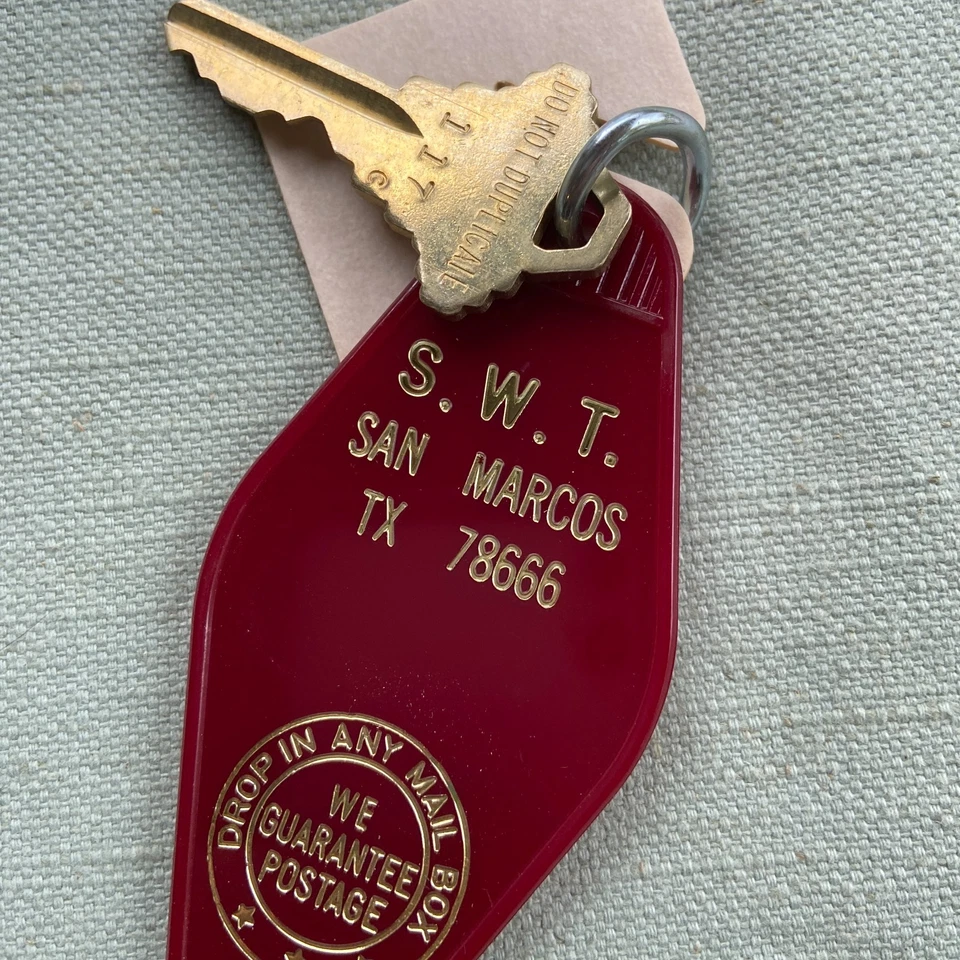 DO NOT DUPLICATE
117
G
S. W. T.
SAN MARCOS
TX 78666
DROP IN ANY MAIL BOX
WE
GUARANTEE
POSTAGE